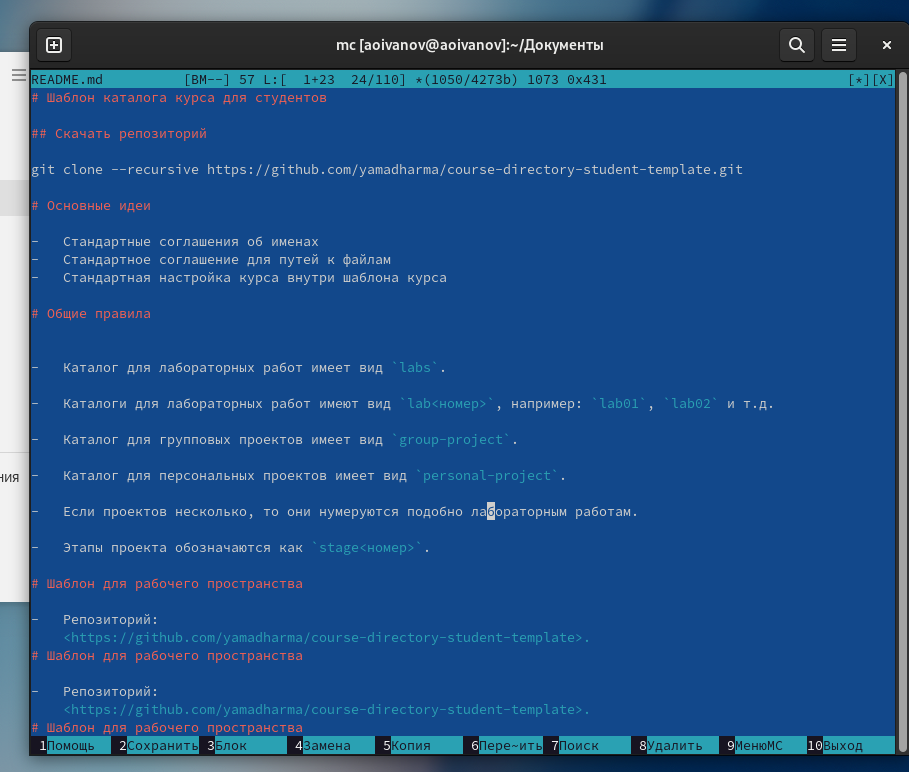 mc [aoivanov@aoivanov]:~/Документы
README.md [BM--] 57 L:[ 1+23 24/110] *(1050/4273b) 1073 0x431 [*][X]
# Шаблон каталога курса для студентов
## Скачать репозиторий
git clone --recursive https://github.com/yamadharma/course-directory-student-template.git
# Основные идеи
- Стандартные соглашения об именах
- Стандартное соглашение для путей к файлам
- Стандартная настройка курса внутри шаблона курса
# Общие правила
- Каталог для лабораторных работ имеет вид `labs`.
- Каталоги для лабораторных работ имеют вид `lab<номер>`, например: `lab01`, `lab02` и т.д.
- Каталог для групповых проектов имеет вид `group-project`.
- Каталог для персональных проектов имеет вид `personal-project`.
ния
- Если проектов несколько, то они нумеруются подобно лабораторным работам.
- Этапы проекта обозначаются как `stage<номер>`.
# Шаблон для рабочего пространства
- Репозиторий:
<https://github.com/yamadharma/course-directory-student-template>.
# Шаблон для рабочего пространства
- Репозиторий:
<https://github.com/yamadharma/course-directory-student-template>.
# Шаблон для рабочего пространства
1Помощь 2Сохранить 3Блок 4Замена 5Копия 6Пере~ить 7Поиск 8Удалить 9МенюMC 10Выход